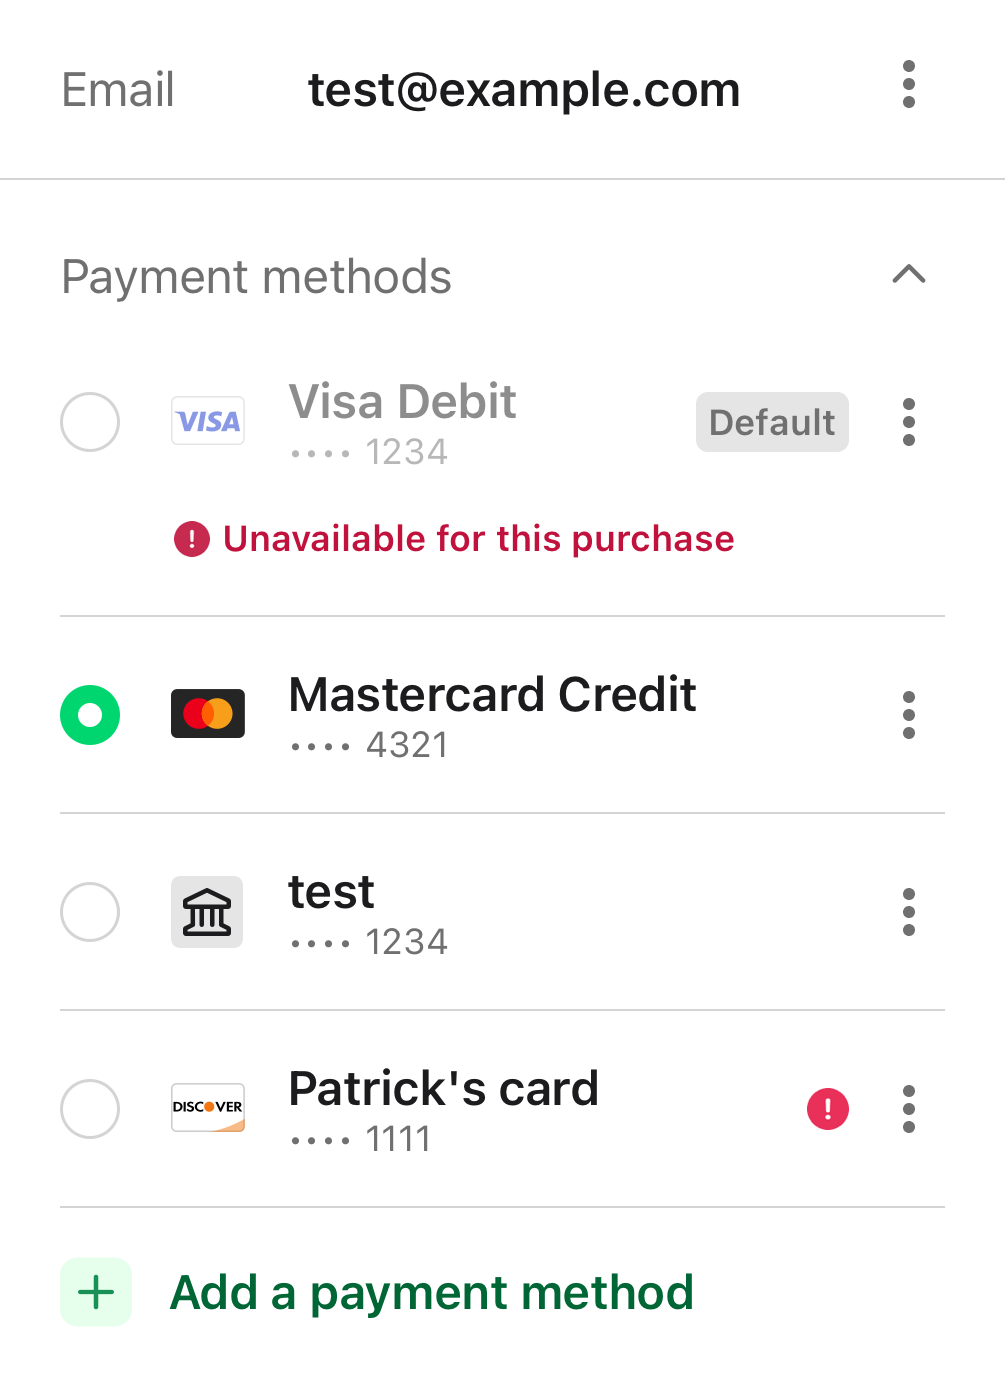 Email test@example.com
Payment methods
VISA Visa Debit Default
•••• 1234
! Unavailable for this purchase
Mastercard Credit
•••• 4321
test
•••• 1234
DISCOVER Patrick's card !
•••• 1111
+ Add a payment method